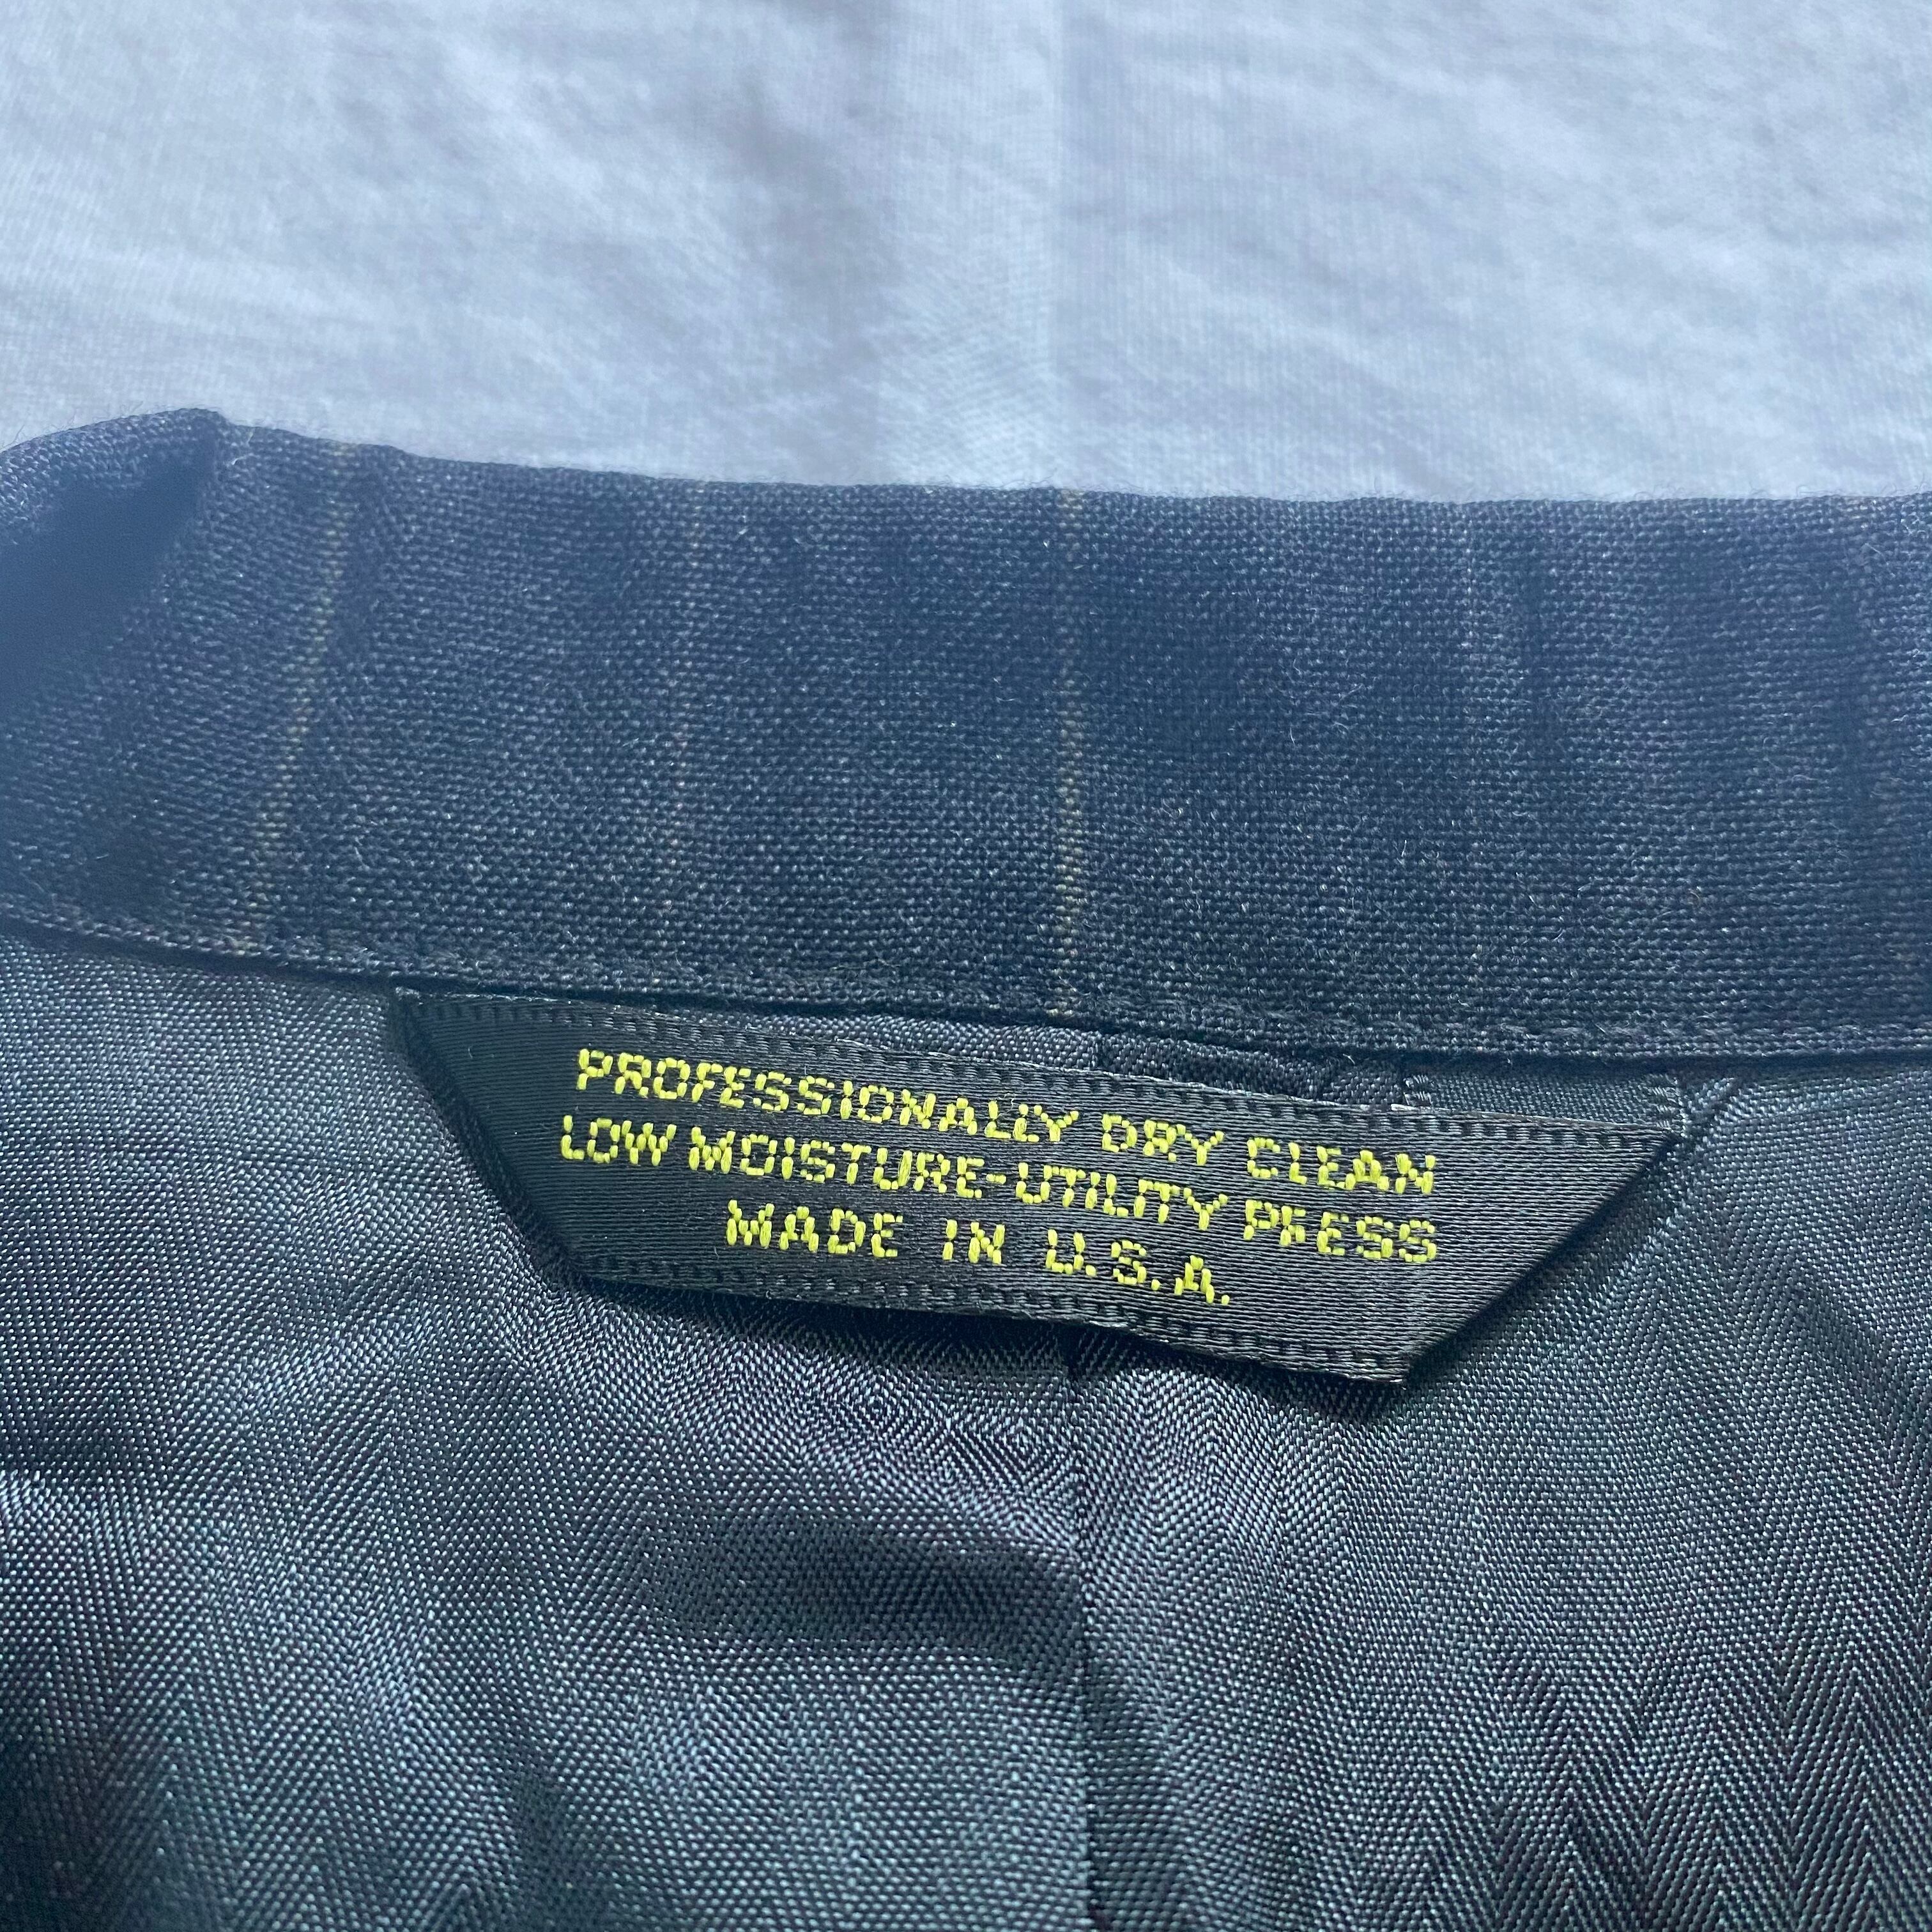 PROFESSIONALLY DRY CLEAN
LOW MOISTURE-UTILITY PRESS
MADE IN U.S.A.